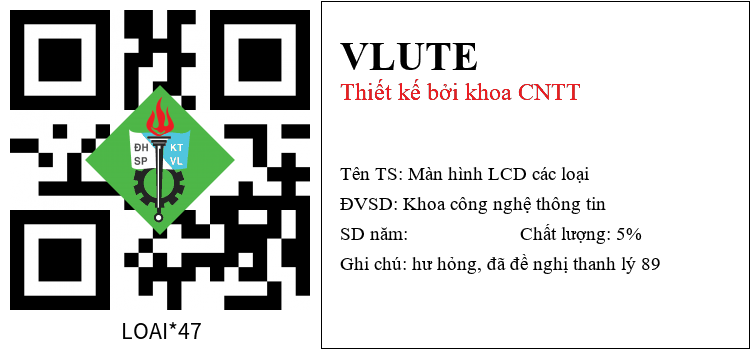 ĐH KT
SP VL
LOAI*47
VLUTE
Thiết kế bởi khoa CNTT
Tên TS: Màn hình LCD các loại
ĐVSD: Khoa công nghệ thông tin
SD năm: Chất lượng: 5%
Ghi chú: hư hỏng, đã đề nghị thanh lý 89